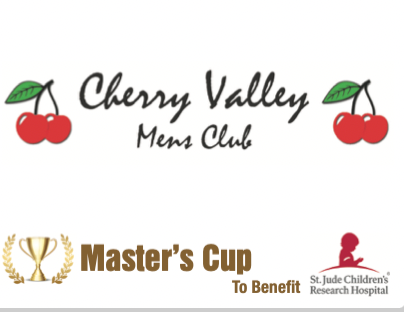 Cherry Valley
Mens Club
Master's Cup
To Benefit
St. Jude Children's
Research Hospital